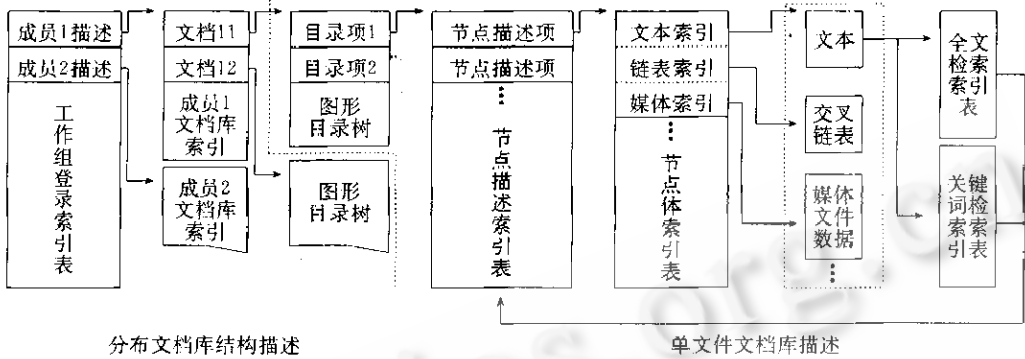 成员1描述
成员2描述
工作组登录索引表
文档11
文档12
成员1
文档库
索引
成员2
文档库
索引
目录项1
目录项2
图形
目录树
图形
目录树
节点描述项
节点描述项
节点描述索引表
文本索引
链表索引
媒体索引
节点体索引表
文本
交叉
链表
媒体
文件
数据
全文检索索引表
关键词检索索引表
分布文档库结构描述
单文件文档库描述